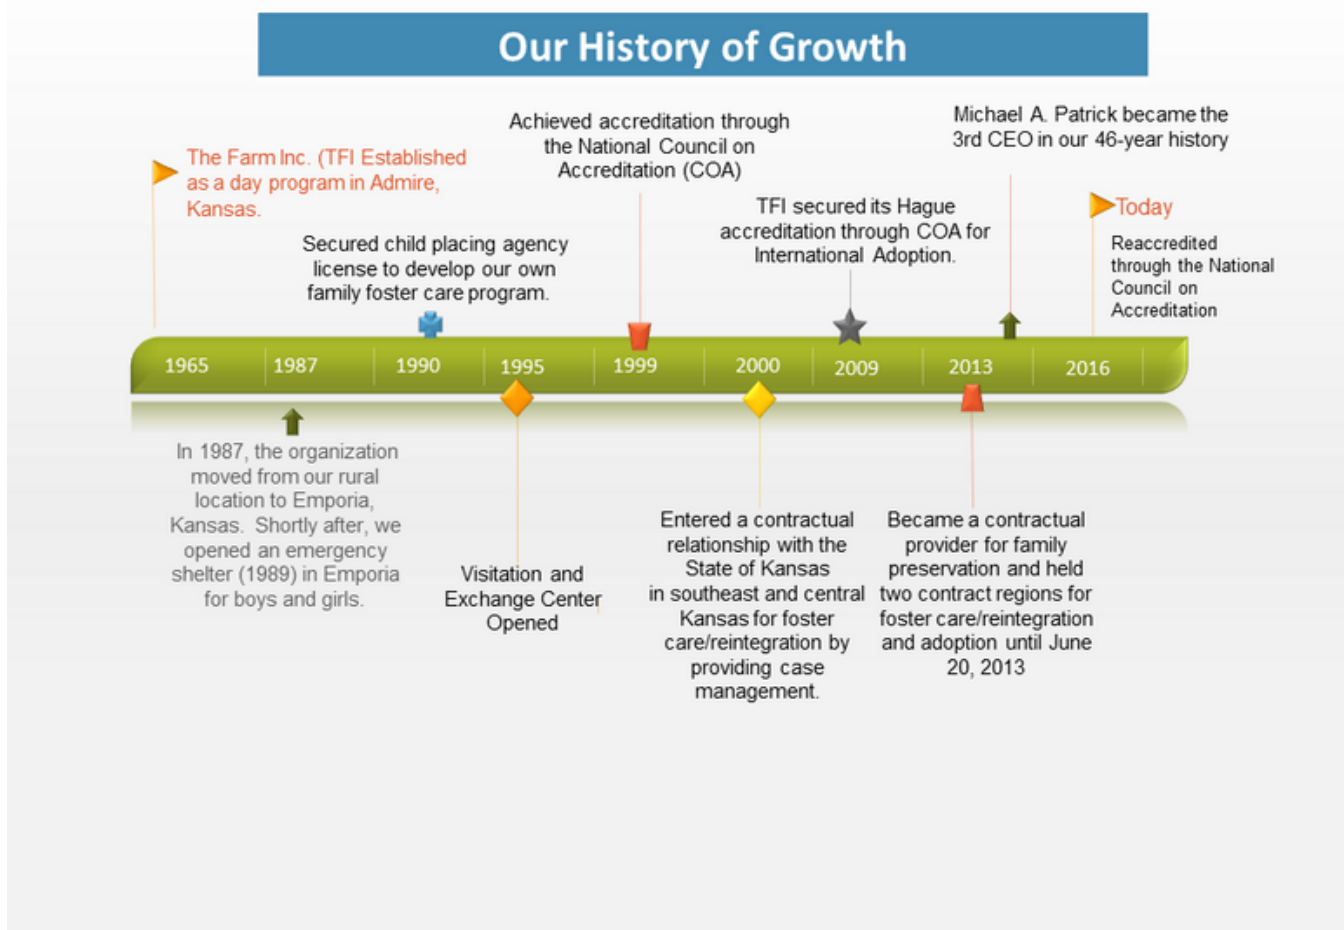 Our History of Growth
The Farm Inc. (TFI Established
as a day program in Admire,
Kansas.
Secured child placing agency
license to develop our own
family foster care program.
Achieved accreditation through
the National Council on
Accreditation (COA)
TFI secured its Hague
accreditation through COA for
International Adoption.
Michael A. Patrick became the
3rd CEO in our 46-year history
Today
Reaccredited
through the National
Council on
Accreditation
1965 1987 1990 1995 1999 2000 2009 2013 2016
In 1987, the organization
moved from our rural
location to Emporia,
Kansas. Shortly after, we
opened an emergency
shelter (1989) in Emporia
for boys and girls.
Visitation and
Exchange Center
Opened
Entered a contractual
relationship with the
State of Kansas
in southeast and central
Kansas for foster
care/reintegration by
providing case
management.
Became a contractual
provider for family
preservation and held
two contract regions for
foster care/reintegration
and adoption until June
20, 2013